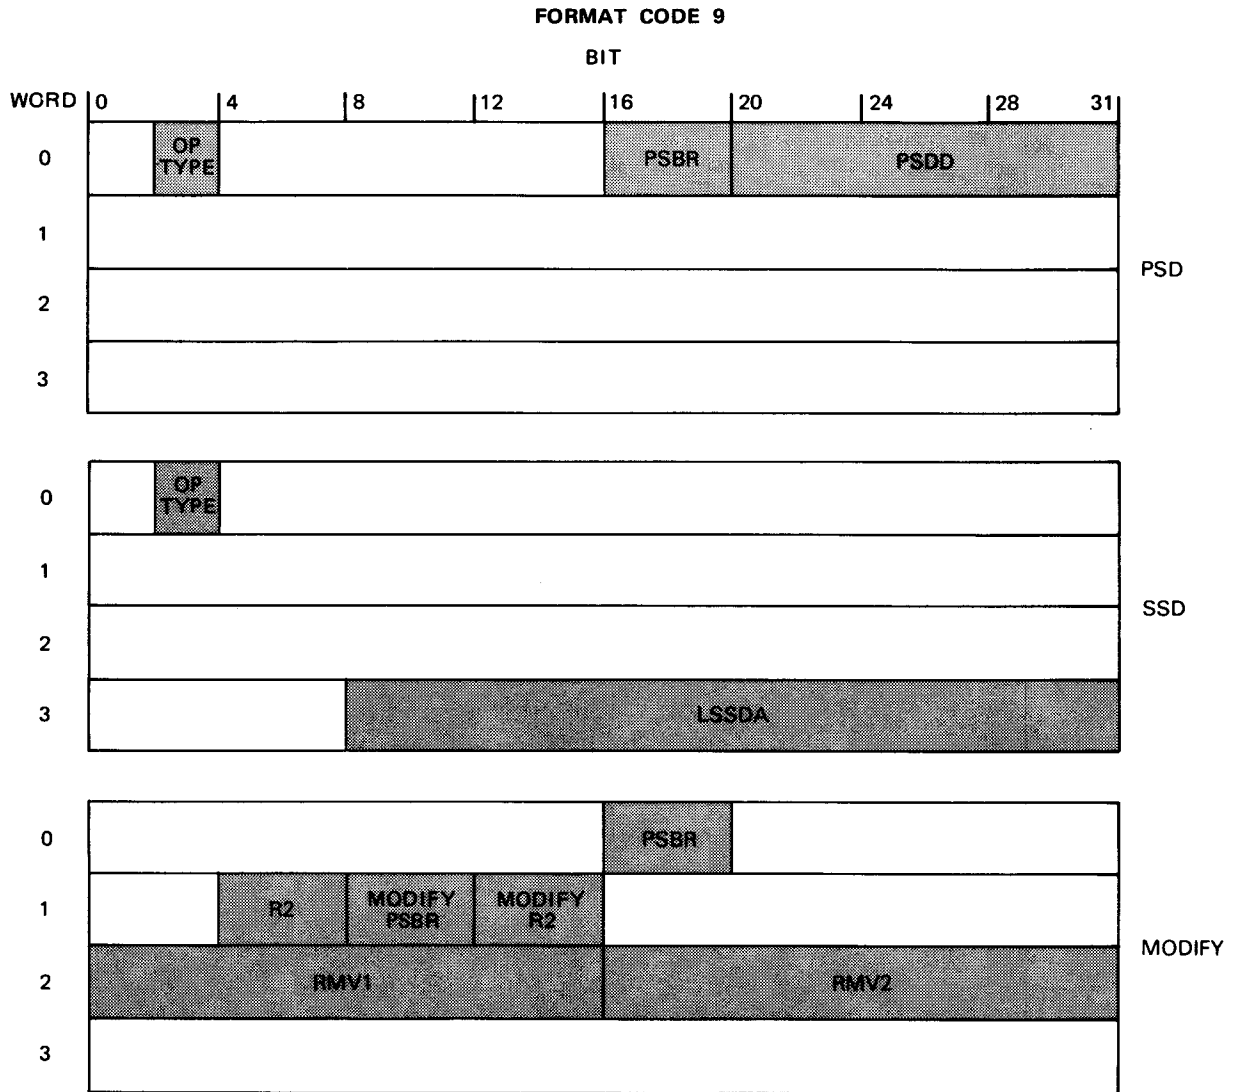 FORMAT CODE 9
BIT
WORD 0 4 8 12 16 20 24 28 31
0 OP TYPE PSBR PSDD
1
PSD
2
3
0 OP TYPE
1
SSD
2
3 LSSDA
0 PSBR
1 R2 MODIFY PSBR MODIFY R2
MODIFY
2 RMV1 RMV2
3